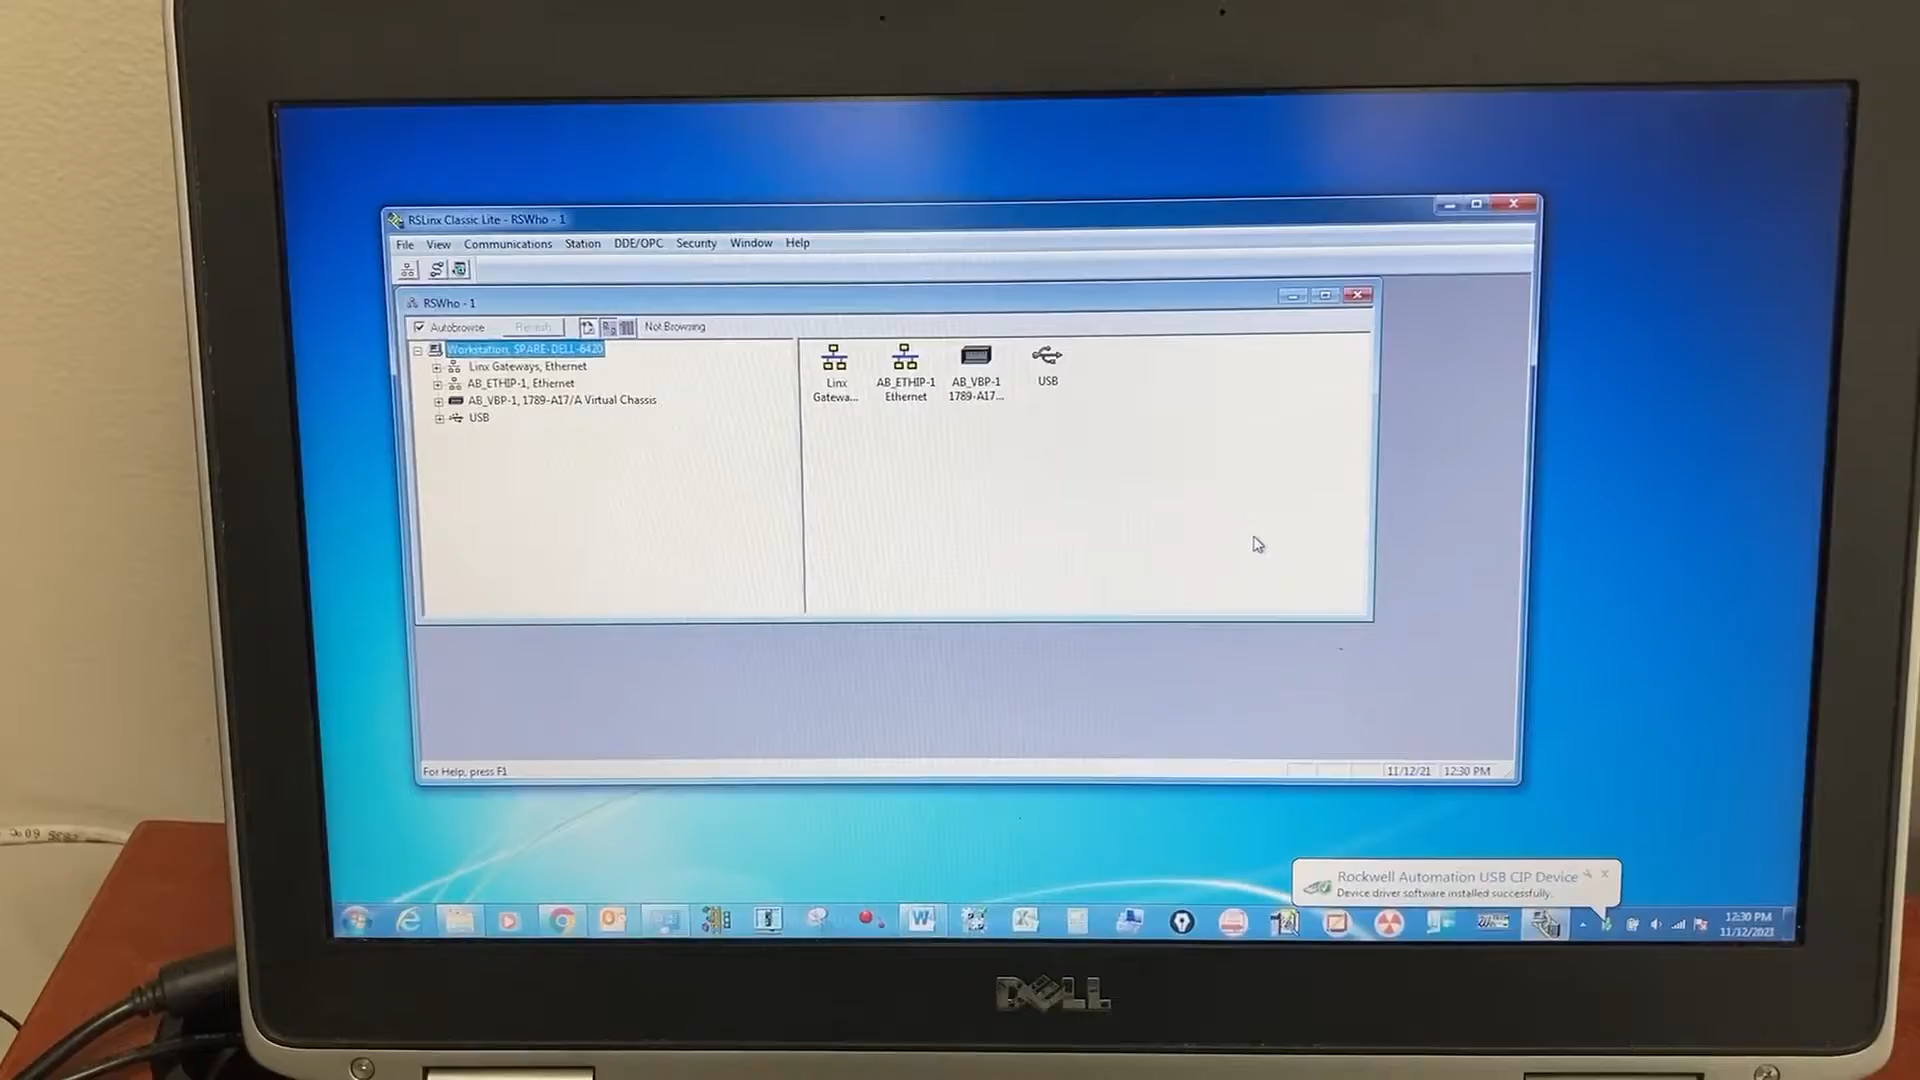 RSLinx Classic Lite - RSWho - 1
File View Communications Station DDE/OPC Security Window Help
RSWho - 1
Autobrowse Refresh Not Browsing
Workstation, SPARE-DELL-6420
Linx Gateways, Ethernet
AB_ETHIP-1, Ethernet
AB_VBP-1, 1789-A17/A Virtual Chassis
USB
Linx
Gatewa...
AB_ETHIP-1
Ethernet
AB_VBP-1
1789-A17...
USB
For Help, press F1
11/12/21 12:30 PM
Rockwell Automation USB CIP Device
Device driver software installed successfully.
12:30 PM
11/12/2021
DELL